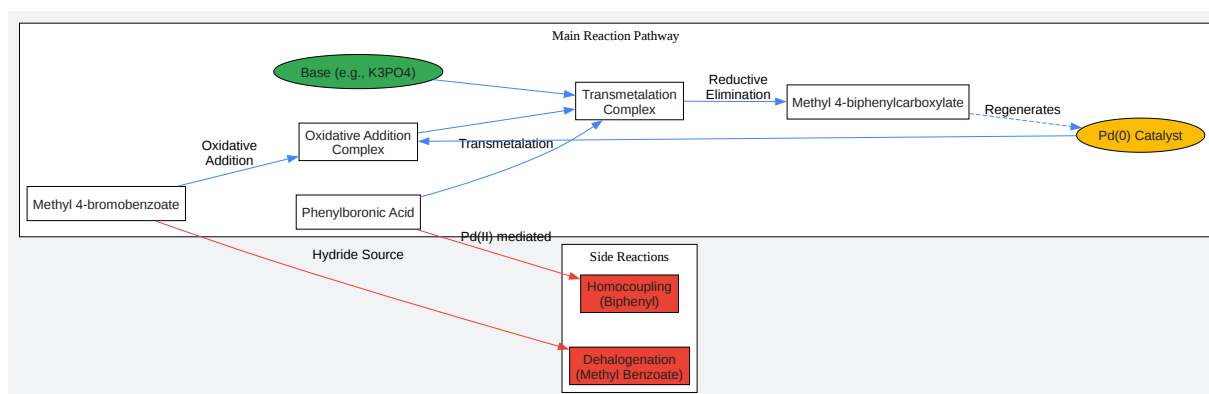 Main Reaction Pathway
Base (e.g., K3PO4)
Transmetalation
Complex
Reductive
Elimination
Methyl 4-biphenylcarboxylate
Regenerates
Pd(0) Catalyst
Oxidative Addition
Complex
Transmetalation
Oxidative
Addition
Methyl 4-bromobenzoate
Phenylboronic Acid
Pd(II) mediated
Hydride Source
Side Reactions
Homocoupling
(Biphenyl)
Dehalogenation
(Methyl Benzoate)